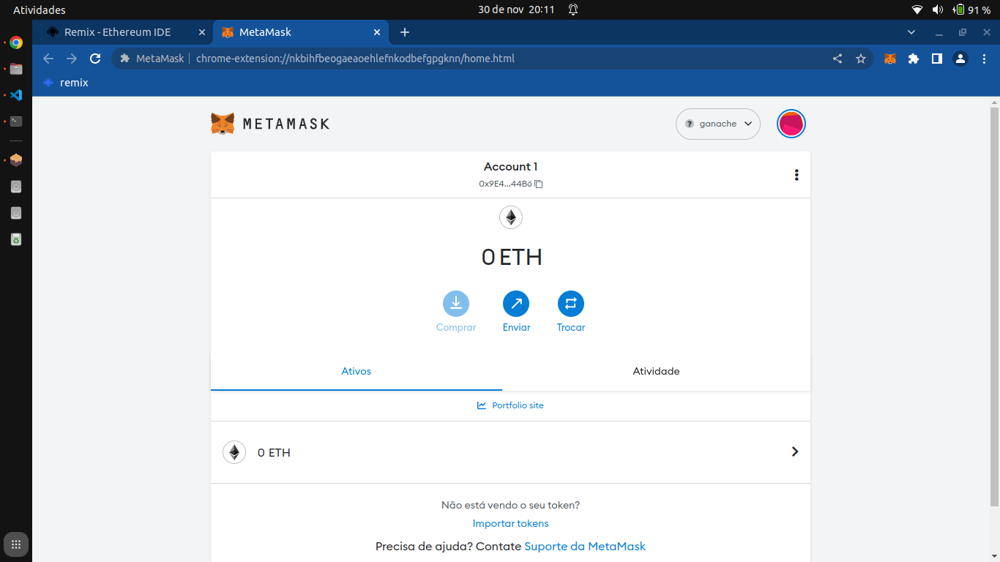 Atividades
30 de nov 20:11
91 %
Remix - Ethereum IDE
MetaMask
MetaMask
chrome-extension://nkbihfbeogaeaoehlefnkodbefgpgknn/home.html
remix
METAMASK
? ganache
Account 1
0x9E4...44B6
0 ETH
Comprar
Enviar
Trocar
Ativos
Atividade
Portfolio site
0 ETH
Não está vendo o seu token?
Importar tokens
Precisa de ajuda? Contate Suporte da MetaMask